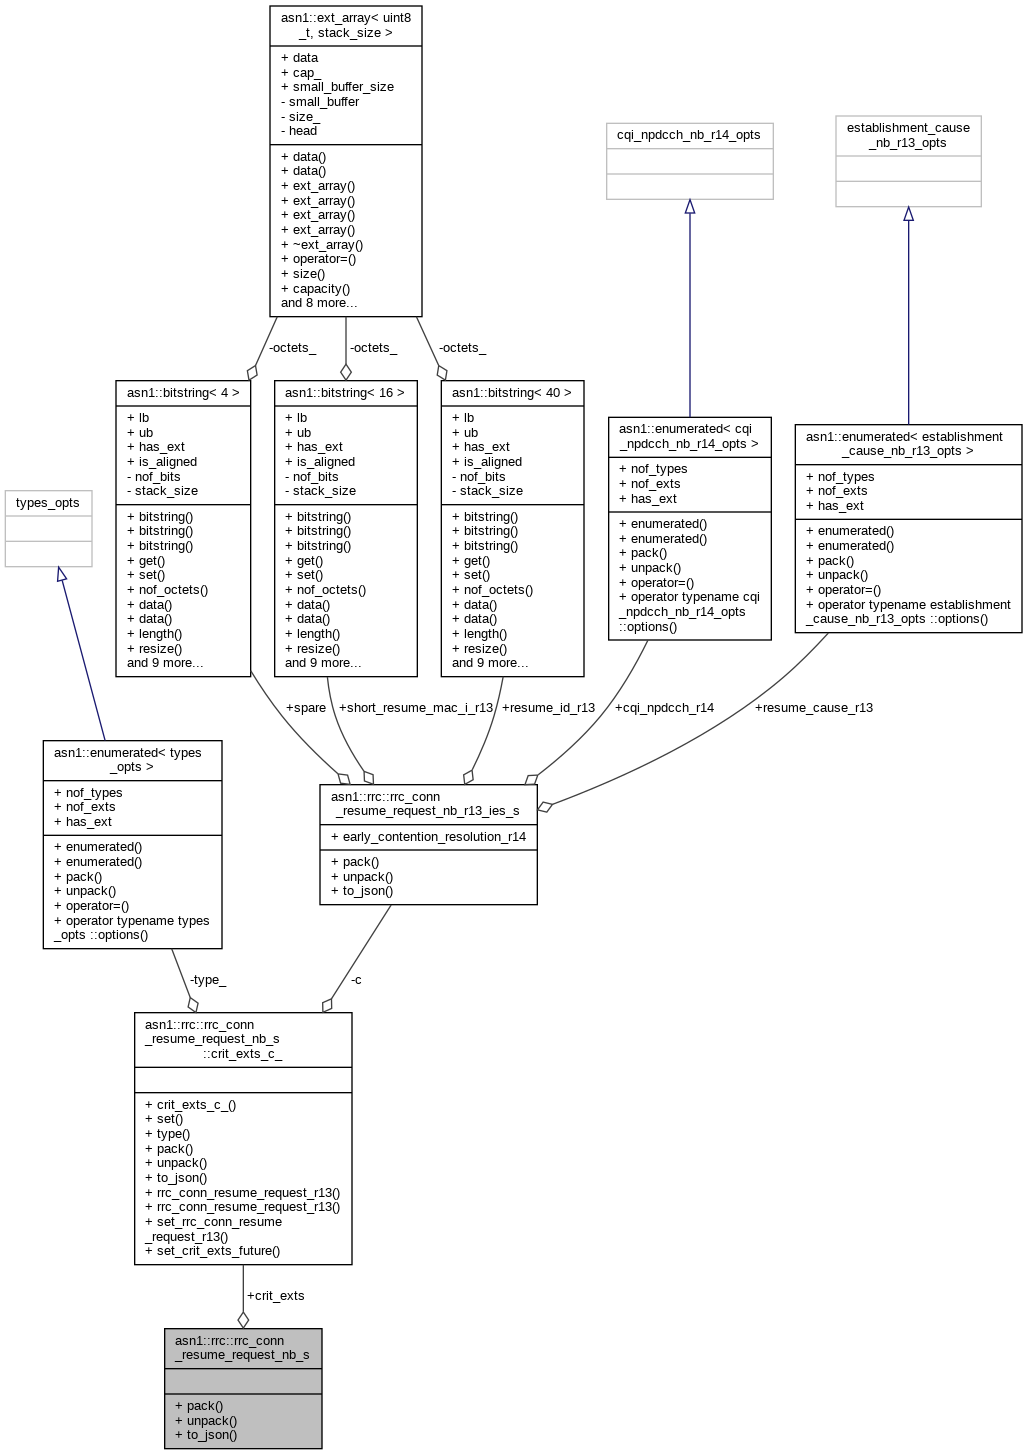 asn1::ext_array< uint8
_t, stack_size >
+ data
+ cap_
+ small_buffer_size
- small_buffer
- size_
- head
+ data()
+ data()
+ ext_array()
+ ext_array()
+ ext_array()
+ ext_array()
+ ~ext_array()
+ operator=()
+ size()
+ capacity()
and 8 more...
cqi_npdcch_nb_r14_opts
establishment_cause
_nb_r13_opts
-octets_
-octets_
-octets_
asn1::bitstring< 4 >
+ lb
+ ub
+ has_ext
+ is_aligned
- nof_bits
- stack_size
+ bitstring()
+ bitstring()
+ bitstring()
+ get()
+ set()
+ nof_octets()
+ data()
+ data()
+ length()
+ resize()
and 9 more...
asn1::bitstring< 16 >
+ lb
+ ub
+ has_ext
+ is_aligned
- nof_bits
- stack_size
+ bitstring()
+ bitstring()
+ bitstring()
+ get()
+ set()
+ nof_octets()
+ data()
+ data()
+ length()
+ resize()
and 9 more...
asn1::bitstring< 40 >
+ lb
+ ub
+ has_ext
+ is_aligned
- nof_bits
- stack_size
+ bitstring()
+ bitstring()
+ bitstring()
+ get()
+ set()
+ nof_octets()
+ data()
+ data()
+ length()
+ resize()
and 9 more...
asn1::enumerated< cqi
_npdcch_nb_r14_opts >
+ nof_types
+ nof_exts
+ has_ext
+ enumerated()
+ enumerated()
+ pack()
+ unpack()
+ operator=()
+ operator typename cqi
_npdcch_nb_r14_opts
::options()
asn1::enumerated< establishment
_cause_nb_r13_opts >
+ nof_types
+ nof_exts
+ has_ext
+ enumerated()
+ enumerated()
+ pack()
+ unpack()
+ operator=()
+ operator typename establishment
_cause_nb_r13_opts ::options()
types_opts
+spare
+short_resume_mac_i_r13
+resume_id_r13
+cqi_npdcch_r14
+resume_cause_r13
asn1::enumerated< types
_opts >
+ nof_types
+ nof_exts
+ has_ext
+ enumerated()
+ enumerated()
+ pack()
+ unpack()
+ operator=()
+ operator typename types
_opts ::options()
asn1::rrc::rrc_conn
_resume_request_nb_r13_ies_s
+ early_contention_resolution_r14
+ pack()
+ unpack()
+ to_json()
-type_
-c
asn1::rrc::rrc_conn
_resume_request_nb_s
::crit_exts_c_
+ crit_exts_c_()
+ set()
+ type()
+ pack()
+ unpack()
+ to_json()
+ rrc_conn_resume_request_r13()
+ rrc_conn_resume_request_r13()
+ set_rrc_conn_resume
_request_r13()
+ set_crit_exts_future()
+crit_exts
asn1::rrc::rrc_conn
_resume_request_nb_s
+ pack()
+ unpack()
+ to_json()